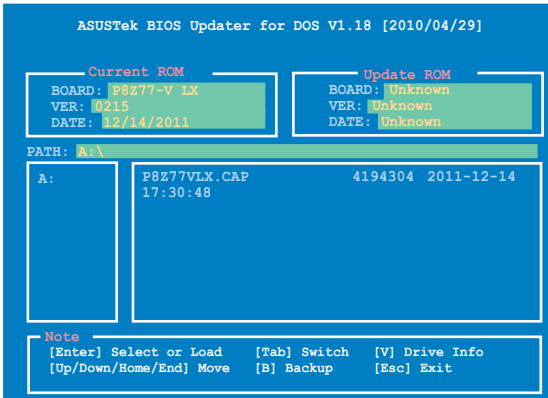 ASUSTek BIOS Updater for DOS V1.18 [2010/04/29]
Current ROM
BOARD: P8Z77-V LX
VER: 0215
DATE: 12/14/2011
Update ROM
BOARD: Unknown
VER: Unknown
DATE: Unknown
PATH: A:\
A:
P8Z77VLX.CAP 4194304 2011-12-14
17:30:48
Note
[Enter] Select or Load [Tab] Switch [V] Drive Info
[Up/Down/Home/End] Move [B] Backup [Esc] Exit